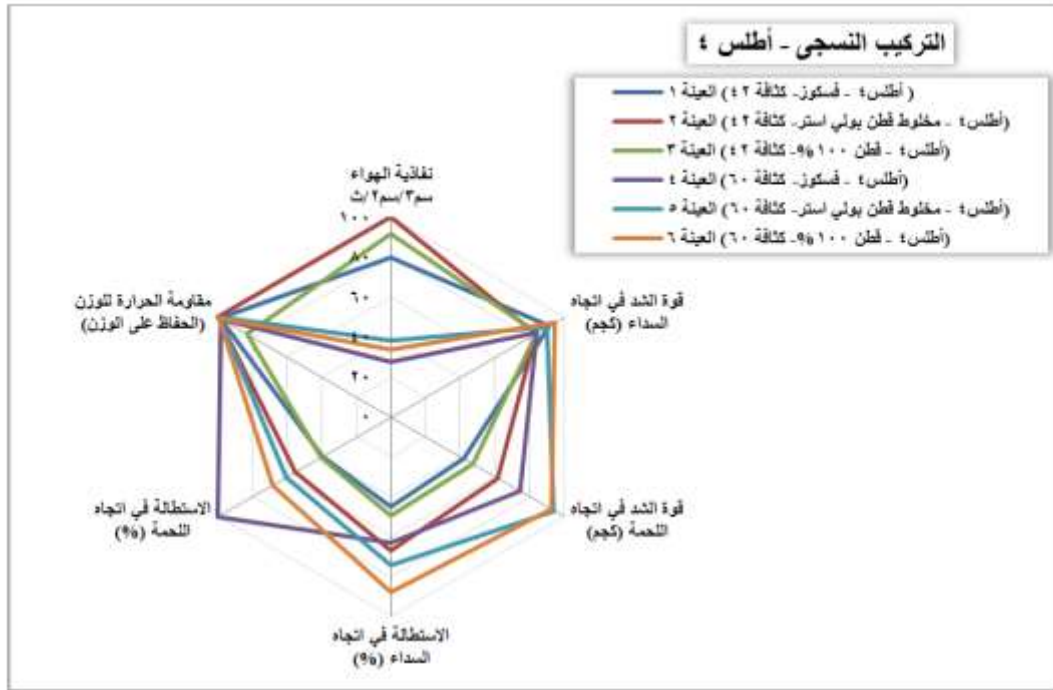 التركيب النسجى - أطلس ٤
العينة ١ (أطلس٤ - فسكوز- كثافة ٤٢ )
العينة ٢ (أطلس٤ - مخلوط قطن بولي استر- كثافة ٤٢)
العينة ٣ (أطلس٤ - قطن ١٠٠%- كثافة ٤٢)
العينة ٤ (أطلس٤ - فسكوز- كثافة ٦٠)
العينة ٥ (أطلس٤ - مخلوط قطن بولي استر- كثافة ٦٠)
العينة ٦ (أطلس٤ - قطن ١٠٠%- كثافة ٦٠)
نفاذية الهواء
سم٣/سم٢/ث
١٠٠
٨٠
٦٠
٤٠
٢٠
٠
قوة الشد في اتجاه
السداء (كجم)
قوة الشد في اتجاه
اللحمة (كجم)
الاستطالة في اتجاه
السداء (%)
الاستطالة في اتجاه
اللحمة (%)
مقاومة الحرارة للوزن
(الحفاظ على الوزن)